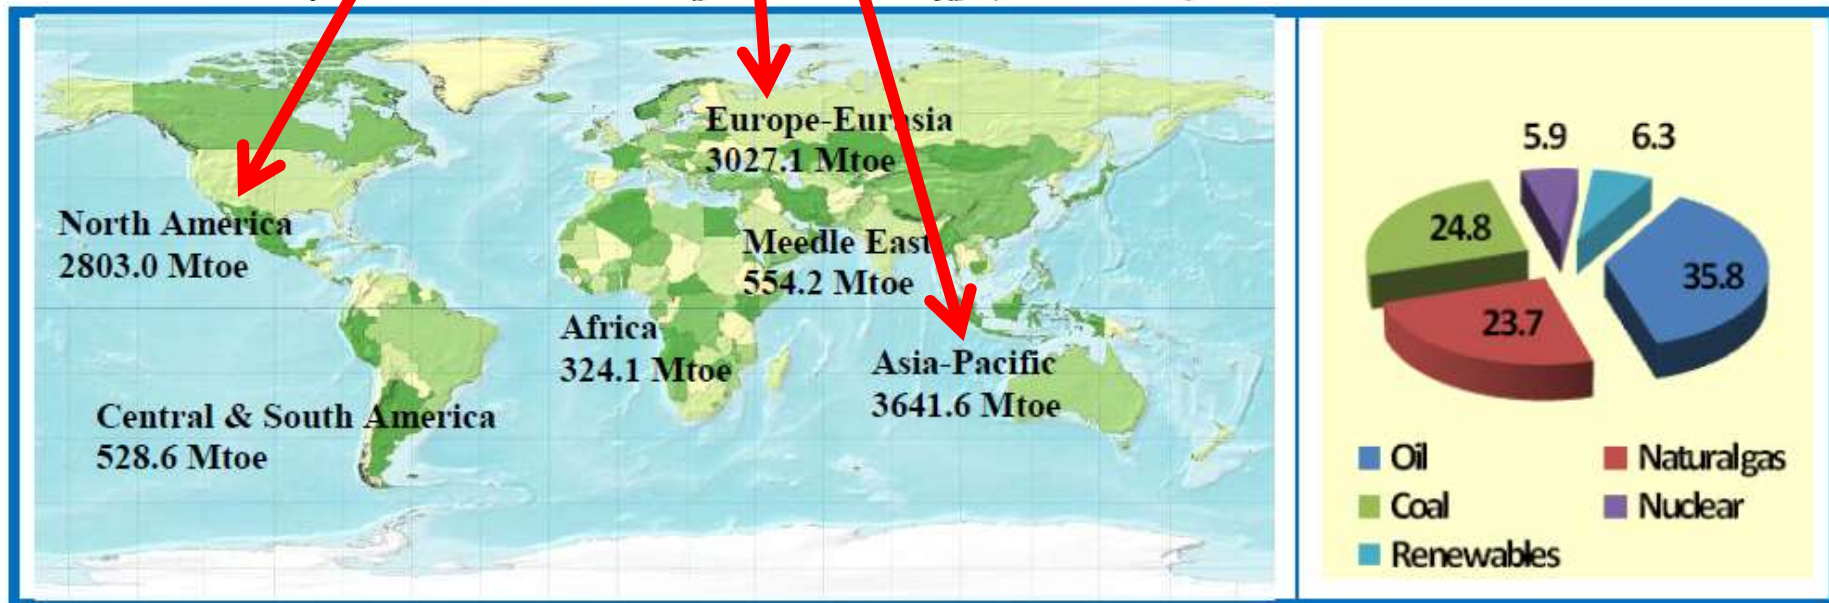 Europe-Eurasia
3027.1 Mtoe
North America
2803.0 Mtoe
Meedle East
554.2 Mtoe
Africa
324.1 Mtoe
Asia-Pacific
3641.6 Mtoe
Central & South America
528.6 Mtoe
5.9
6.3
24.8
35.8
23.7
Oil
Naturalgas
Coal
Nuclear
Renewables